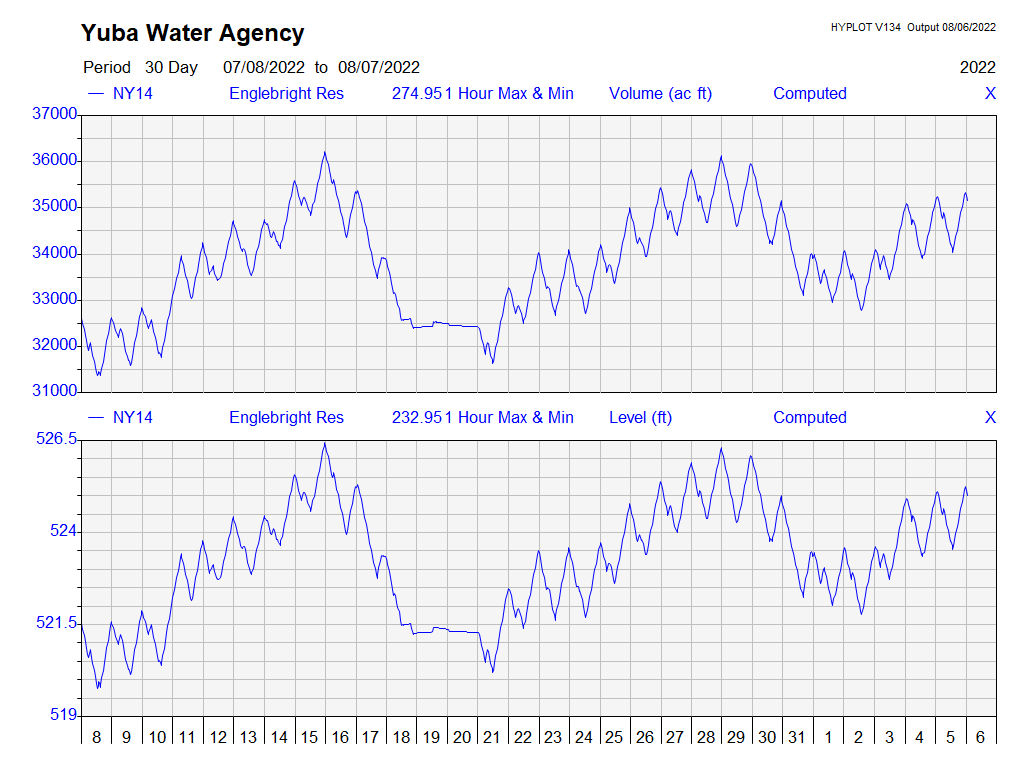 Yuba Water Agency
HYPLOT V134 Output 08/06/2022
Period 30 Day 07/08/2022 to 08/07/2022
2022
NY14 Englebright Res 274.951 Hour Max & Min Volume (ac ft) Computed X
37000
36000
35000
34000
33000
32000
31000
NY14 Englebright Res 232.951 Hour Max & Min Level (ft) Computed X
526.5
524
521.5
519
8 9 10 11 12 13 14 15 16 17 18 19 20 21 22 23 24 25 26 27 28 29 30 31 1 2 3 4 5 6